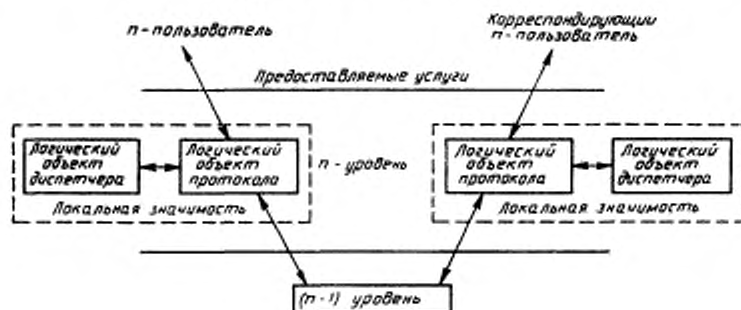 n-пользователь
Корреспондирующий
n-пользователь
Предоставляемые услуги
Логический
объект
диспетчера
Логический
объект
протокола
n-уровень
Логический
объект
протокола
Логический
объект
диспетчера
Локальная значимость
Локальная значимость
(n-1) уровень